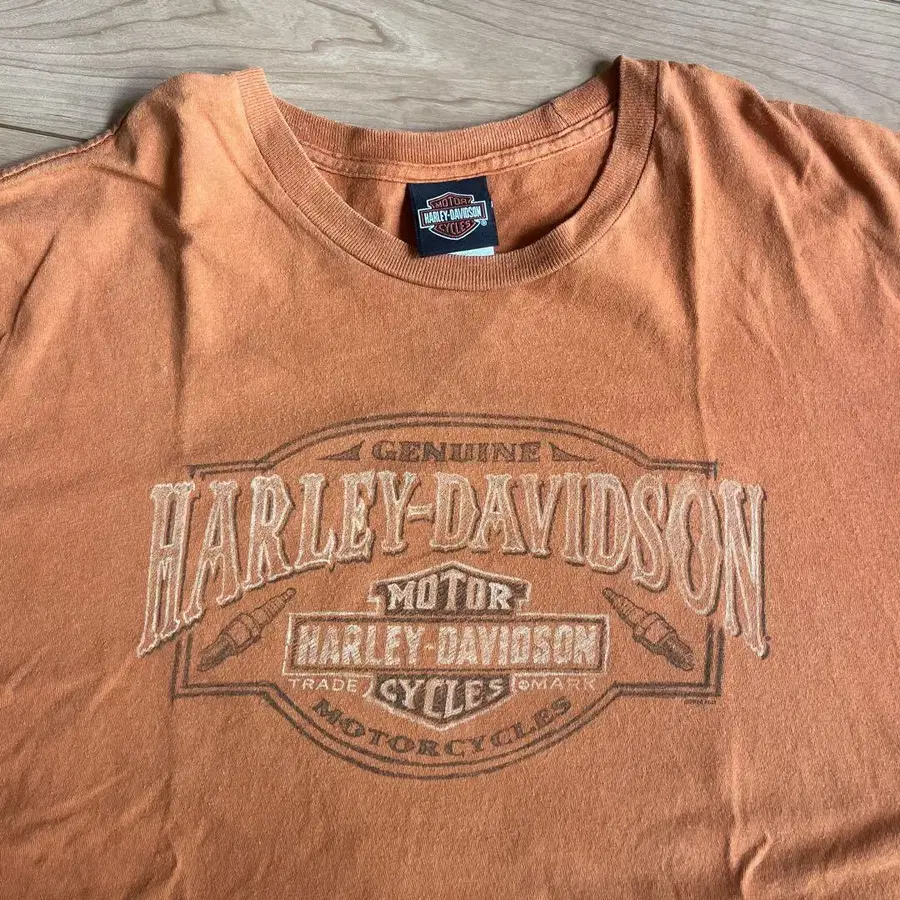 MOTOR
HARLEY-DAVIDSON
CYCLES
GENUINE
HARLEY-DAVIDSON
MOTOR
HARLEY-DAVIDSON
TRADE MARK
CYCLES
MOTORCYCLES